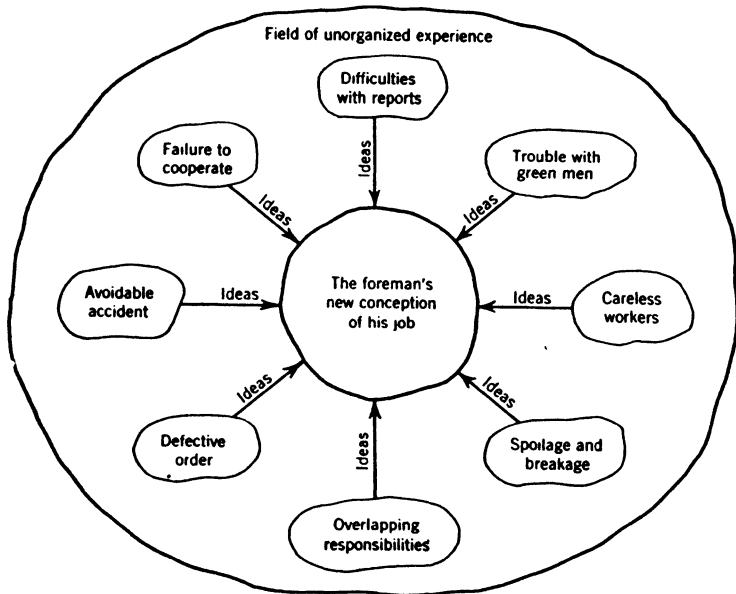 Field of unorganized experience
Difficulties
with reports
Failure to
cooperate
Trouble with
green men
Ideas
Ideas
Ideas
Avoidable
accident
Ideas
The foreman's
new conception
of his job
Ideas
Careless
workers
Ideas
Ideas
Ideas
Defective
order
Spoilage and
breakage
Overlapping
responsibilities